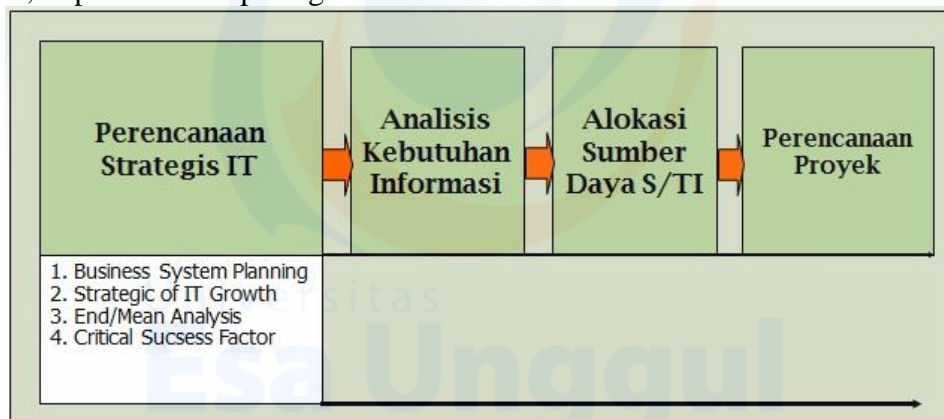 Perencanaan
Strategis IT
Analisis
Kebutuhan
Informasi
Alokasi
Sumber
Daya S/TI
Perencanaan
Proyek
1. Business System Planning
2. Strategic of IT Growth
3. End/Mean Analysis
4. Critical Sucsess Factor
Universitas
Esa Unggul